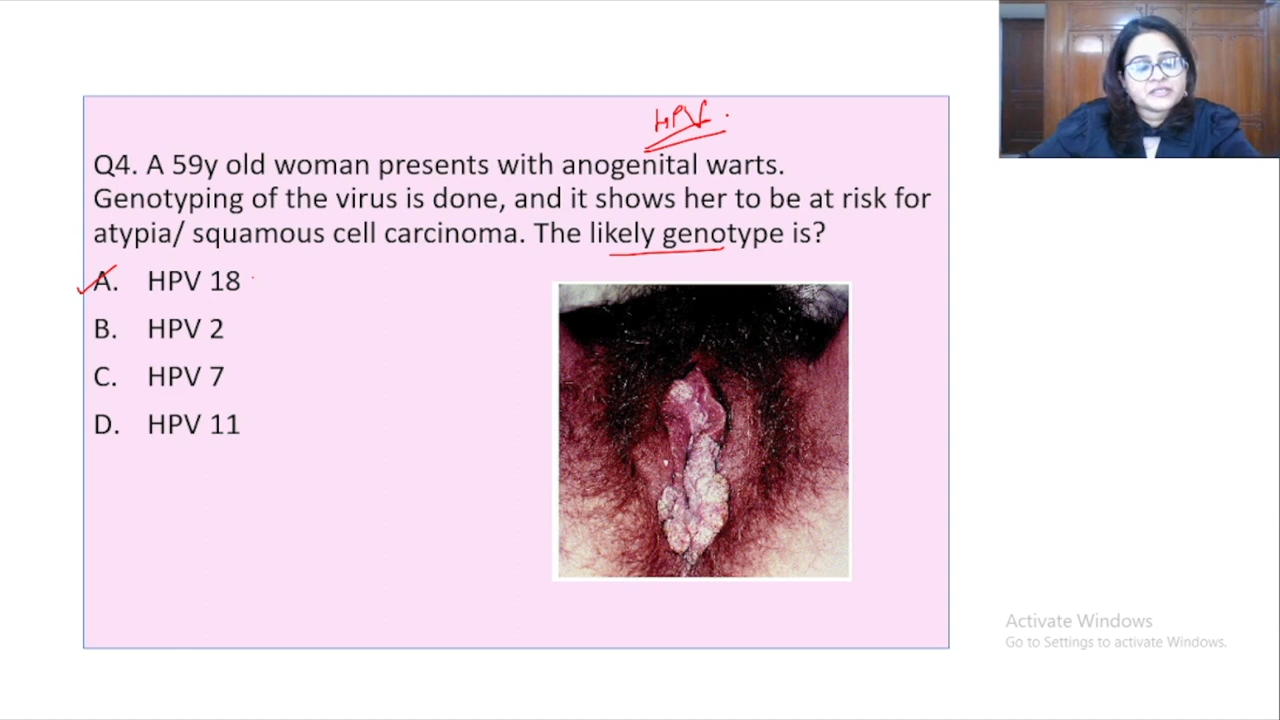 HPV.
Q4. A 59y old woman presents with anogenital warts.
Genotyping of the virus is done, and it shows her to be at risk for
atypia/ squamous cell carcinoma. The likely genotype is?
A. HPV 18
B. HPV 2
C. HPV 7
D. HPV 11
Activate Windows
Go to Settings to activate Windows.